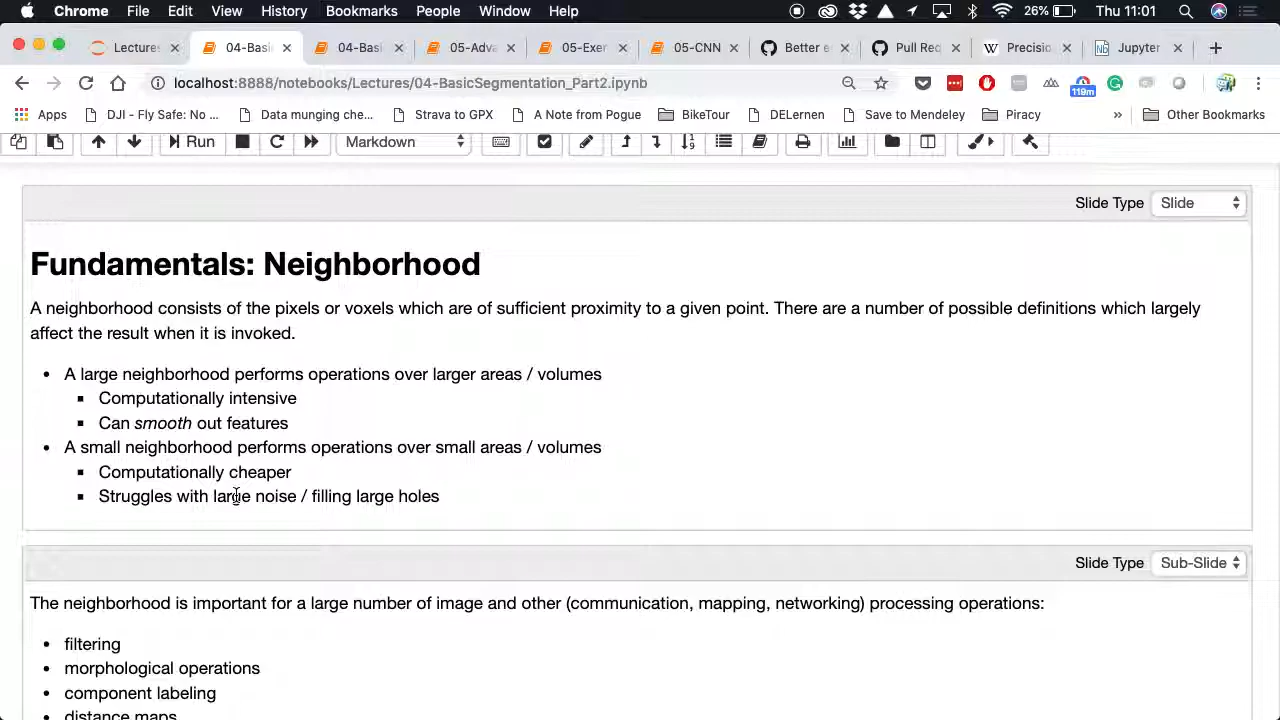 Chrome File Edit View History Bookmarks People Window Help 26% Thu 11:01
Lectures 04-Basi 04-Basi 05-Adva 05-Exer 05-CNN Better e Pull Req Precision Jupyter
localhost:8888/notebooks/Lectures/04-BasicSegmentation_Part2.ipynb
119m
Apps DJI - Fly Safe: No ... Data munging che... Strava to GPX A Note from Pogue BikeTour DELernen Save to Mendeley Piracy » Other Bookmarks
Run Markdown
Slide Type Slide
Fundamentals: Neighborhood
A neighborhood consists of the pixels or voxels which are of sufficient proximity to a given point. There are a number of possible definitions which largely
affect the result when it is invoked.
• A large neighborhood performs operations over larger areas / volumes
▪ Computationally intensive
▪ Can smooth out features
• A small neighborhood performs operations over small areas / volumes
▪ Computationally cheaper
▪ Struggles with large noise / filling large holes
Slide Type Sub-Slide
The neighborhood is important for a large number of image and other (communication, mapping, networking) processing operations:
• filtering
• morphological operations
• component labeling
• distance maps